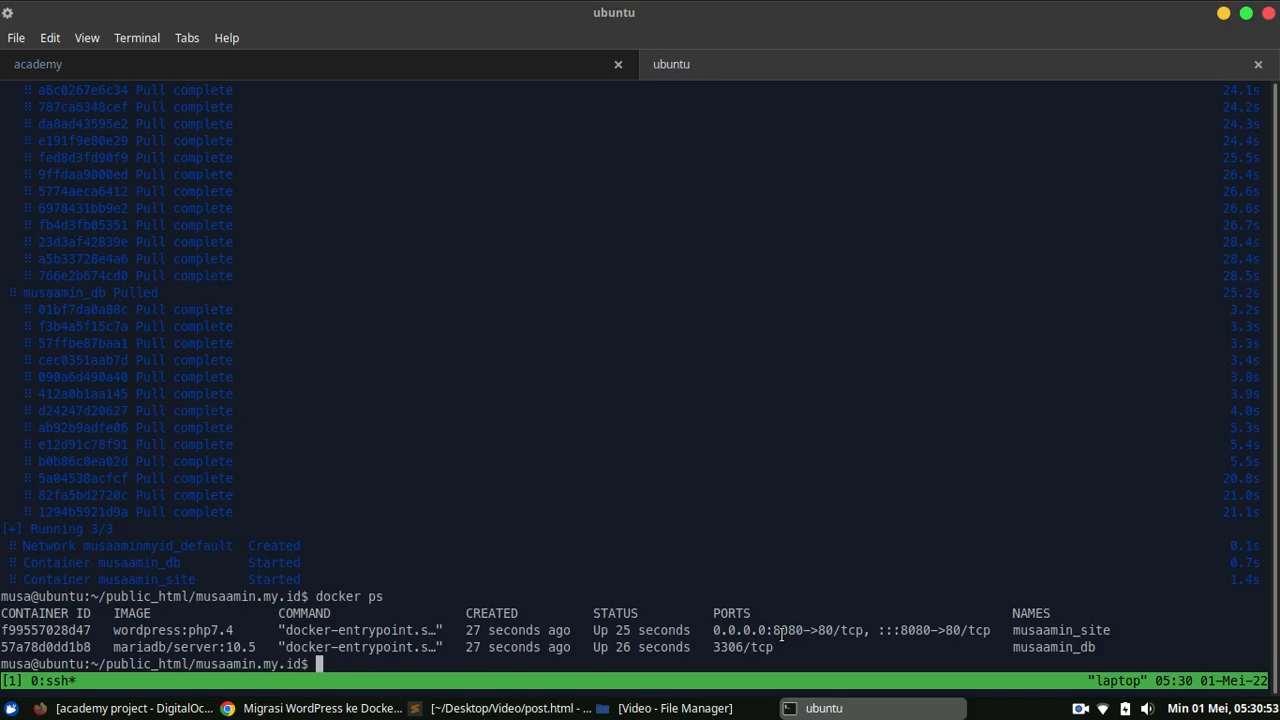 ubuntu
File Edit View Terminal Tabs Help
academy
ubuntu
a6c0267e6c34 Pull complete 24.1s
787ca6348cef Pull complete 24.2s
da8ad43595e2 Pull complete 24.3s
e191f9e80e29 Pull complete 24.4s
fed8d3fd90f9 Pull complete 25.5s
9ffdaa9000ed Pull complete 26.4s
5774aeca6412 Pull complete 26.6s
6978431bb9e2 Pull complete 26.6s
fb4d3fb05351 Pull complete 26.7s
23d3af42839e Pull complete 28.4s
a5b33728e4a6 Pull complete 28.4s
766e2b674cd0 Pull complete 28.5s
musaamin_db Pulled 25.2s
01bf7da0a88c Pull complete 3.2s
f3b4a5f15c7a Pull complete 3.3s
57ffbe87baa1 Pull complete 3.3s
cec0351aab7d Pull complete 3.4s
090a6d490a40 Pull complete 3.8s
412a0b1aa145 Pull complete 3.9s
d24247d20627 Pull complete 4.0s
ab92b9adfe06 Pull complete 5.3s
e12d91c78f91 Pull complete 5.4s
b0b86c0ea02d Pull complete 5.5s
5a04538acfcf Pull complete 20.8s
82fa5bd2720c Pull complete 21.0s
1294b5921d9a Pull complete 21.1s
[+] Running 3/3
Network musaaminmyid_default Created 0.1s
Container musaamin_db Started 0.7s
Container musaamin_site Started 1.4s
musa@ubuntu:~/public_html/musaamin.my.id$ docker ps
CONTAINER ID IMAGE COMMAND CREATED STATUS PORTS NAMES
f99557028d47 wordpress:php7.4 "docker-entrypoint.s…" 27 seconds ago Up 25 seconds 0.0.0.0:8080->80/tcp, :::8080->80/tcp musaamin_site
57a78d0dd1b8 mariadb/server:10.5 "docker-entrypoint.s…" 27 seconds ago Up 26 seconds 3306/tcp musaamin_db
musa@ubuntu:~/public_html/musaamin.my.id$
[1] 0:ssh* "laptop" 05:30 01-Mei-22
[academy project - DigitalOc... Migrasi WordPress ke Docke... [~/Desktop/Video/post.html - ... [Video - File Manager] ubuntu Min 01 Mei, 05:30:53